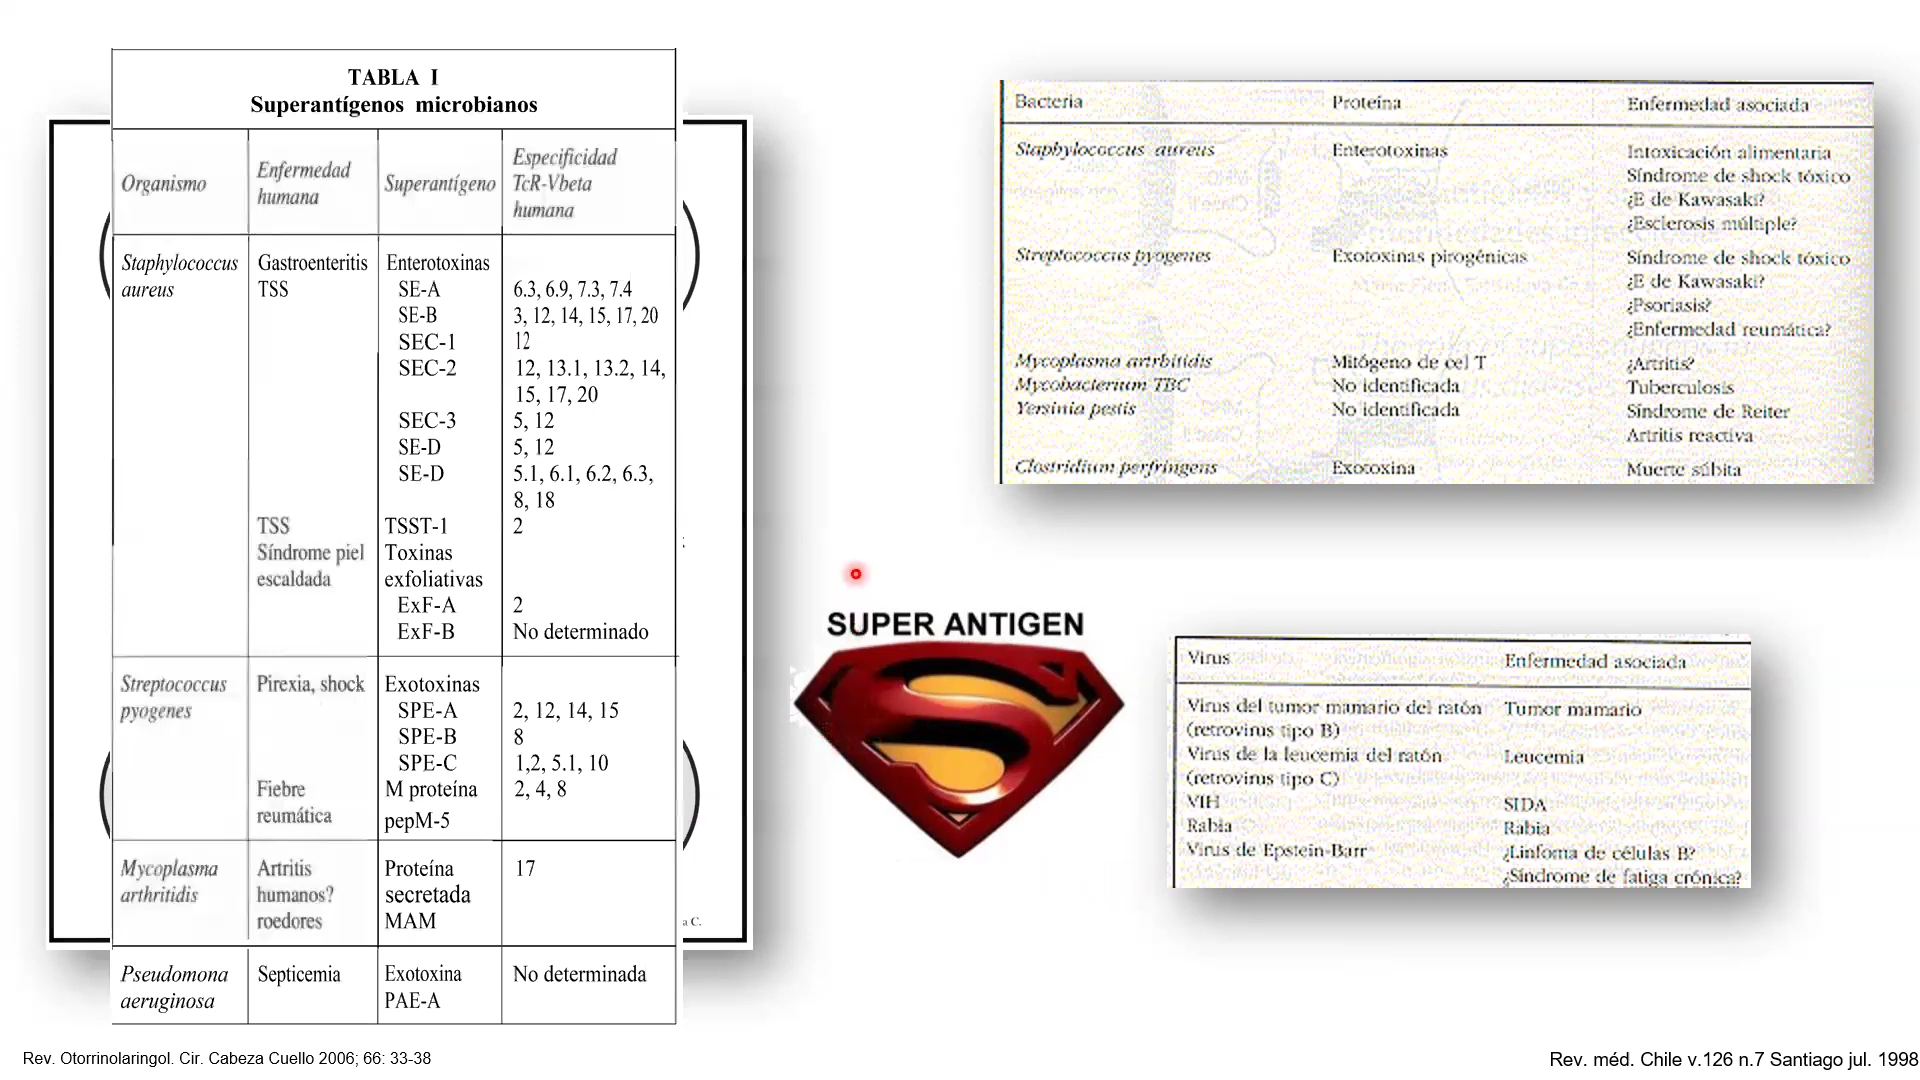 TABLA I
Superantígenos microbianos
Organismo
Enfermedad
humana
Superantígeno
Especificidad
TcR-Vbeta
humana
Staphylococcus
aureus
Gastroenteritis
TSS
Enterotoxinas
SE-A 6.3, 6.9, 7.3, 7.4
SE-B 3, 12, 14, 15, 17, 20
SEC-1 12
SEC-2 12, 13.1, 13.2, 14,
15, 17, 20
SEC-3 5, 12
SE-D 5, 12
SE-D 5.1, 6.1, 6.2, 6.3,
8, 18
TSS TSST-1 2
Síndrome piel
escaldada
Toxinas
exfoliativas
ExF-A 2
ExF-B No determinado
Streptococcus
pyogenes
Pirexia, shock
Exotoxinas
SPE-A 2, 12, 14, 15
SPE-B 8
SPE-C 1,2, 5.1, 10
Fiebre
reumática
M proteína 2, 4, 8
pepM-5
Mycoplasma
arthritidis
Artritis
humanos?
roedores
Proteína
secretada
MAM
17
Pseudomona
aeruginosa
Septicemia
Exotoxina
PAE-A
No determinada
a C.
Rev. Otorrinolaringol. Cir. Cabeza Cuello 2006; 66: 33-38
Bacteria Proteína Enfermedad asociada
Staphylococcus aureus Enterotoxinas Intoxicación alimentaria
Síndrome de shock tóxico
¿E de Kawasaki?
¿Esclerosis múltiple?
Streptococcus pyogenes Exotoxinas pirogénicas Síndrome de shock tóxico
¿E de Kawasaki?
¿Psoriasis?
¿Enfermedad reumática?
Mycoplasma artrbitidis Mitógeno de cel T ¿Artritis?
Mycobacterium TBC No identificada Tuberculosis
Yersinia pestis No identificada Síndrome de Reiter
Artritis reactiva
Clostridium perfringens Exotoxina Muerte súbita
SUPER ANTIGEN
S
Virus Enfermedad asociada
Virus del tumor mamario del ratón Tumor mamario
(retrovirus tipo B)
Virus de la leucemia del ratón Leucemia
(retrovirus tipo C)
VIH SIDA
Rabia Rabia
Virus de Epstein-Barr ¿Linfoma de células B?
¿Síndrome de fatiga crónica?
Rev. méd. Chile v.126 n.7 Santiago jul. 1998